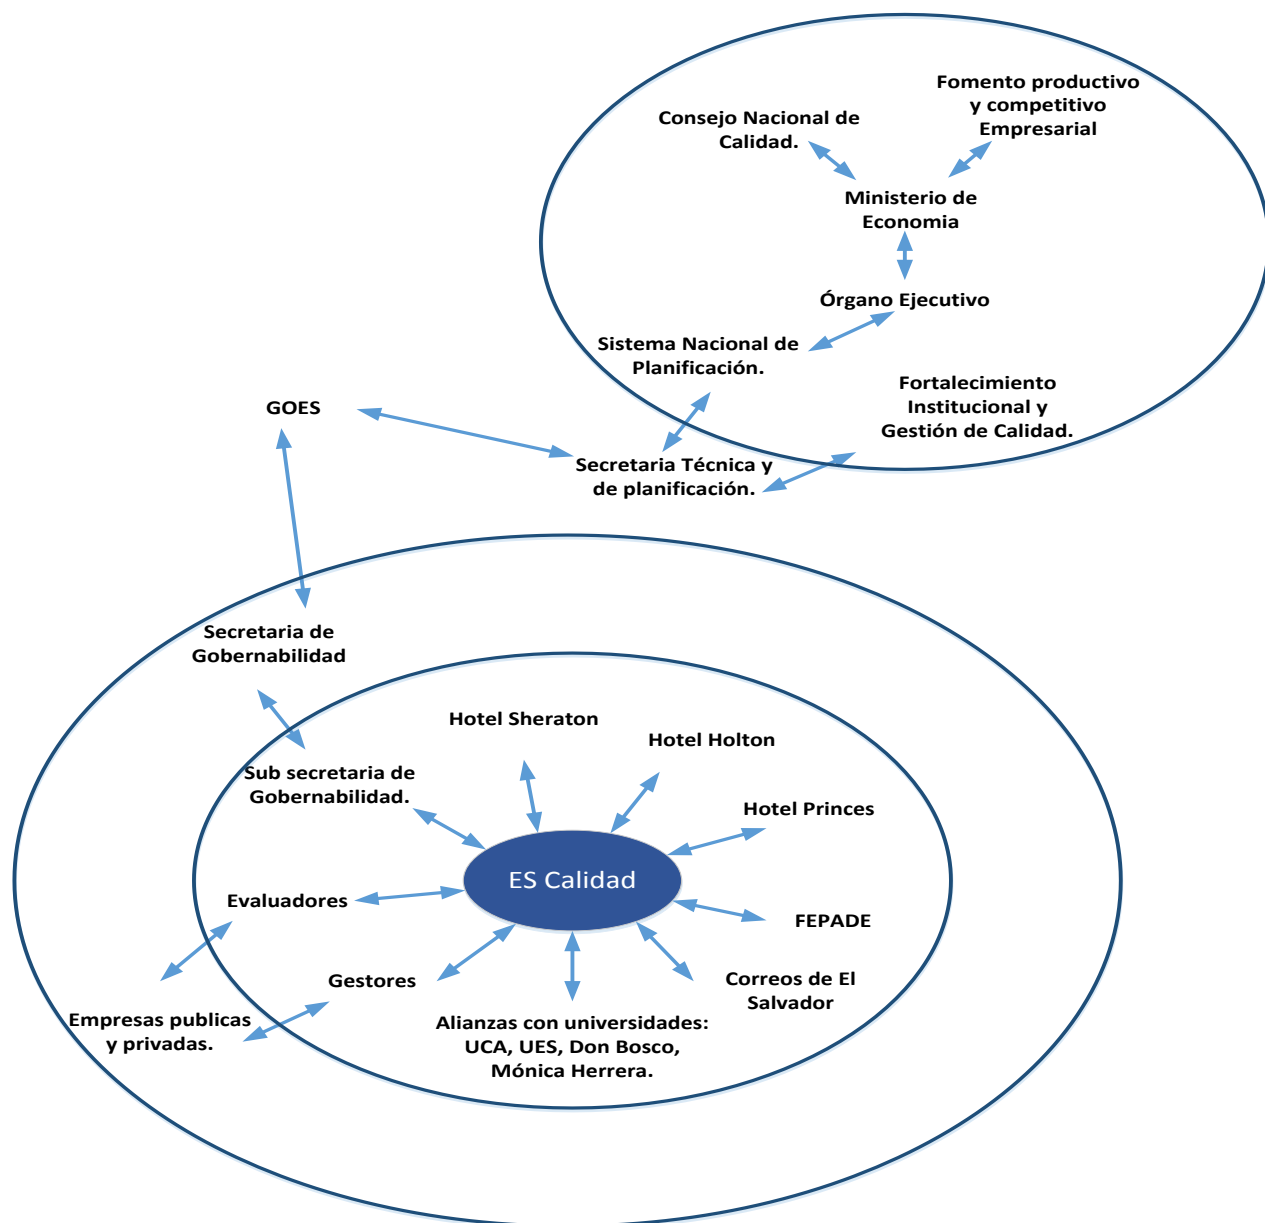 Fomento productivo
y competitivo
Empresarial
Consejo Nacional de
Calidad.
Ministerio de
Economia
Órgano Ejecutivo
Sistema Nacional de
Planificación.
Fortalecimiento
Institucional y
Gestión de Calidad.
GOES
Secretaria Técnica y
de planificación.
Secretaria de
Gobernabilidad
Hotel Sheraton
Hotel Holton
Sub secretaria de
Gobernabilidad.
Hotel Princes
ES Calidad
Evaluadores
FEPADE
Gestores
Correos de El
Salvador
Empresas publicas
y privadas.
Alianzas con universidades:
UCA, UES, Don Bosco,
Mónica Herrera.